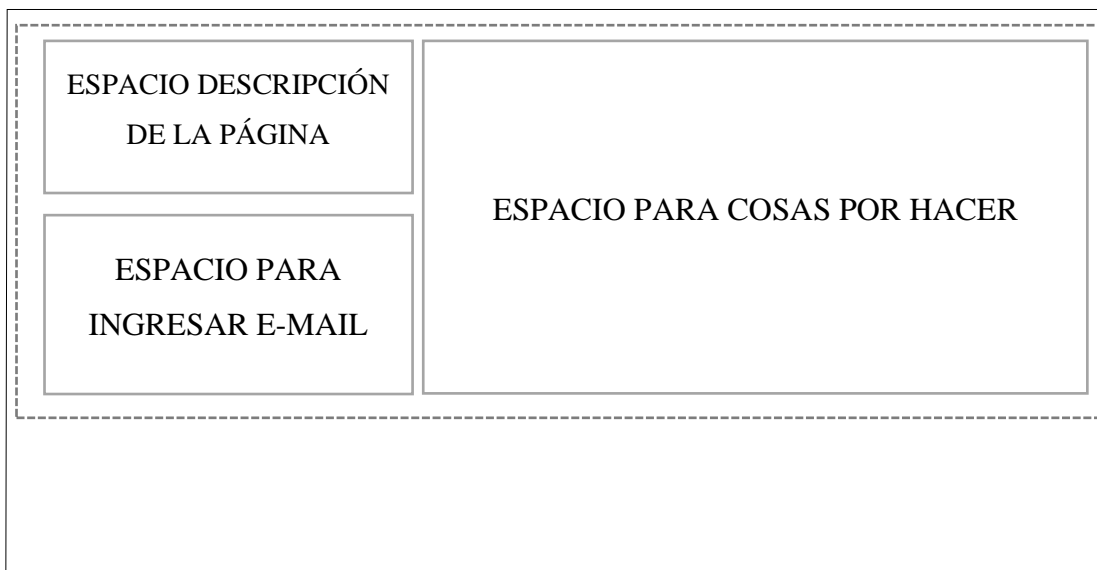 ESPACIO DESCRIPCIÓN
DE LA PÁGINA
ESPACIO PARA
INGRESAR E-MAIL
ESPACIO PARA COSAS POR HACER